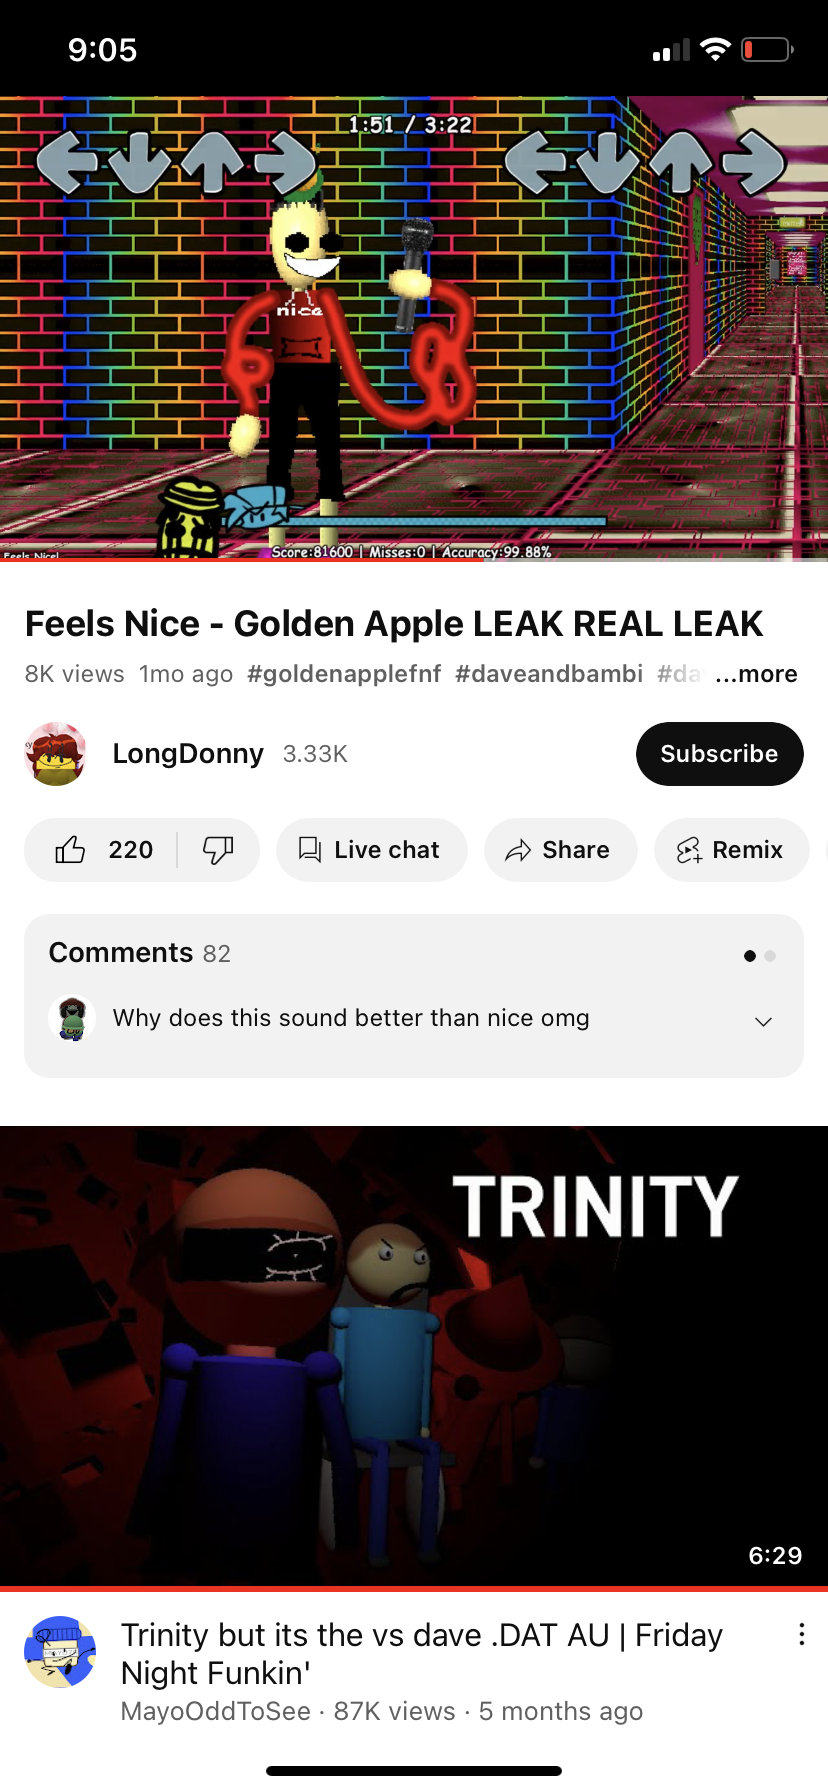 9:05
1:51 / 3:22
nice
Score:81600 | Misses:0 | Accuracy:99.88%
Feels Nice!
Feels Nice - Golden Apple LEAK REAL LEAK
8K views 1mo ago #goldenapplefnf #daveandbambi #da ...more
LongDonny 3.33K
Subscribe
220
Live chat
Share
Remix
Comments 82
Why does this sound better than nice omg
TRINITY
6:29
Trinity but its the vs dave .DAT AU | Friday
Night Funkin'
MayoOddToSee · 87K views · 5 months ago